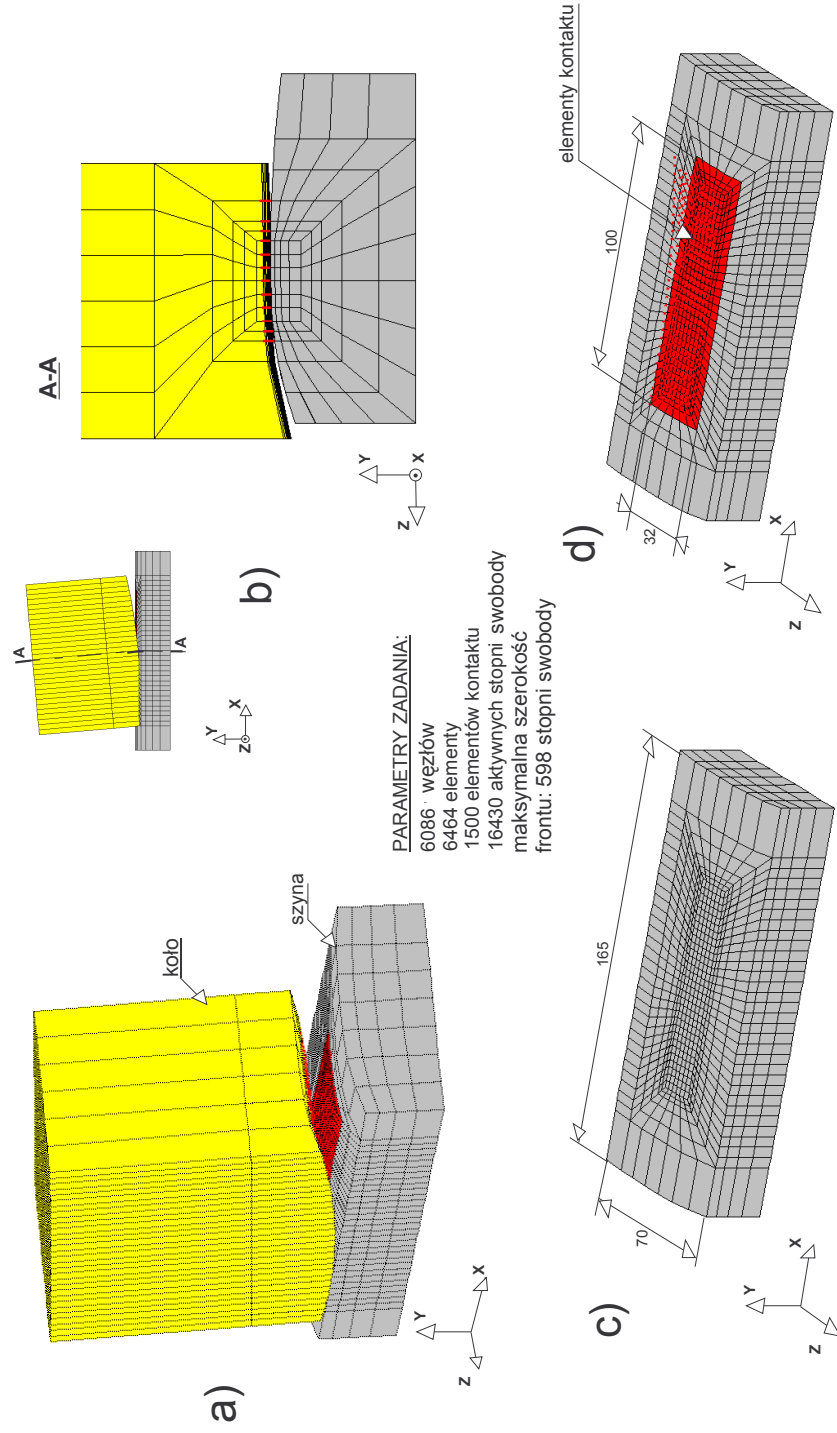 a)
koło
szyna
Y
X
Z
b)
A
A
Y
Z
X
A-A
Y
Z
X
PARAMETRY ZADANIA:
6086 węzłów
6464 elementy
1500 elementów kontaktu
16430 aktywnych stopni swobody
maksymalna szerokość
frontu: 598 stopni swobody
c)
165
70
Y
X
Z
d)
elementy kontaktu
100
32
Y
X
Z